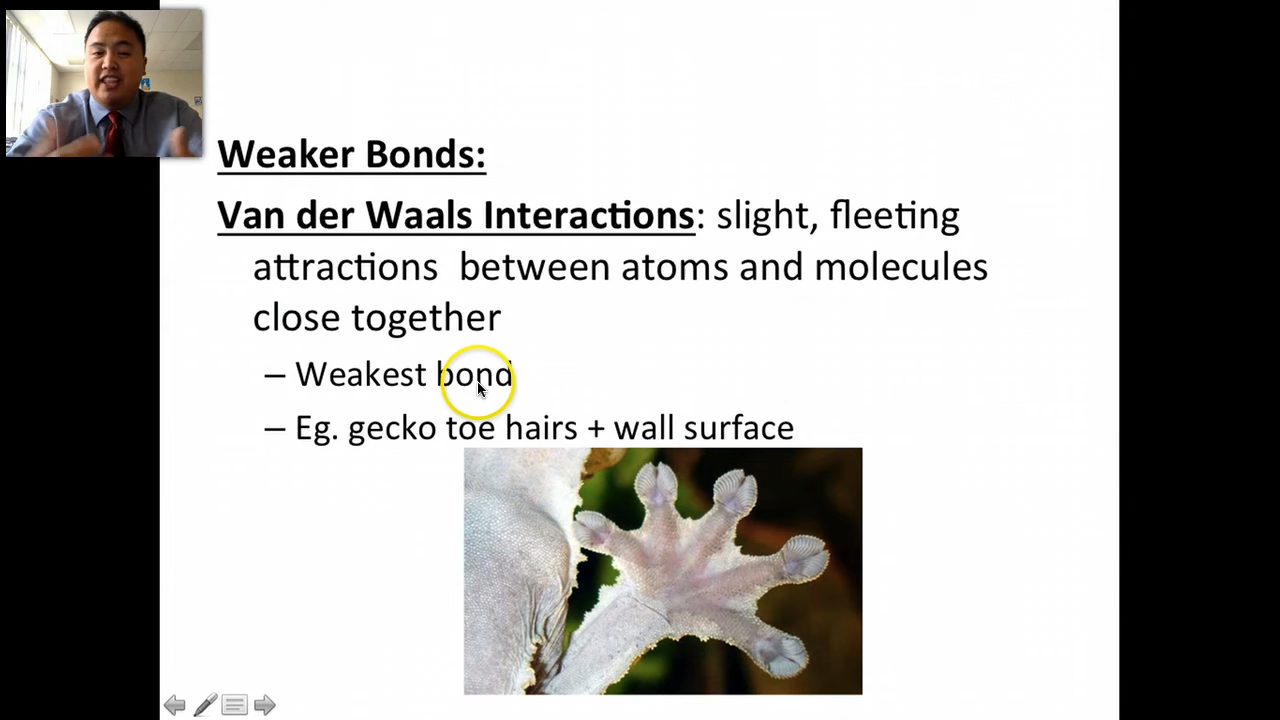 Weaker Bonds:
Van der Waals Interactions: slight, fleeting
attractions between atoms and molecules
close together
– Weakest bond
– Eg. gecko toe hairs + wall surface